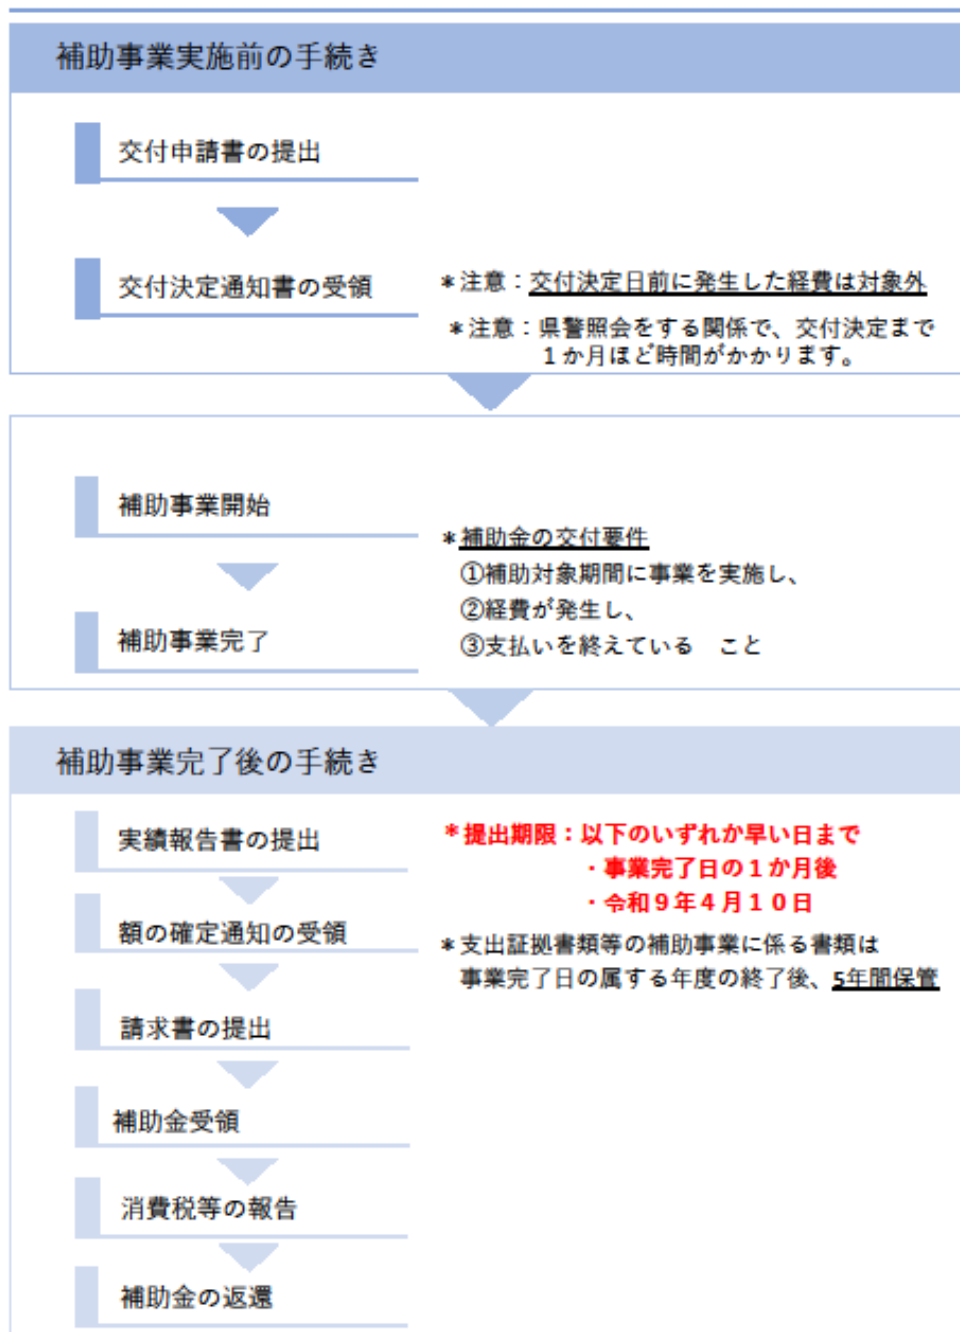 補助事業実施前の手続き
交付申請書の提出
交付決定通知書の受領
＊注意：交付決定日前に発生した経費は対象外
＊注意：県警照会をする関係で、交付決定まで
１か月ほど時間がかかります。
補助事業開始
補助事業完了
＊補助金の交付要件
①補助対象期間に事業を実施し、
②経費が発生し、
③支払いを終えている　こと
補助事業完了後の手続き
実績報告書の提出
＊提出期限：以下のいずれか早い日まで
・事業完了日の１か月後
・令和９年４月１０日
額の確定通知の受領
＊支出証拠書類等の補助事業に係る書類は
事業完了日の属する年度の終了後、5年間保管
請求書の提出
補助金受領
消費税等の報告
補助金の返還